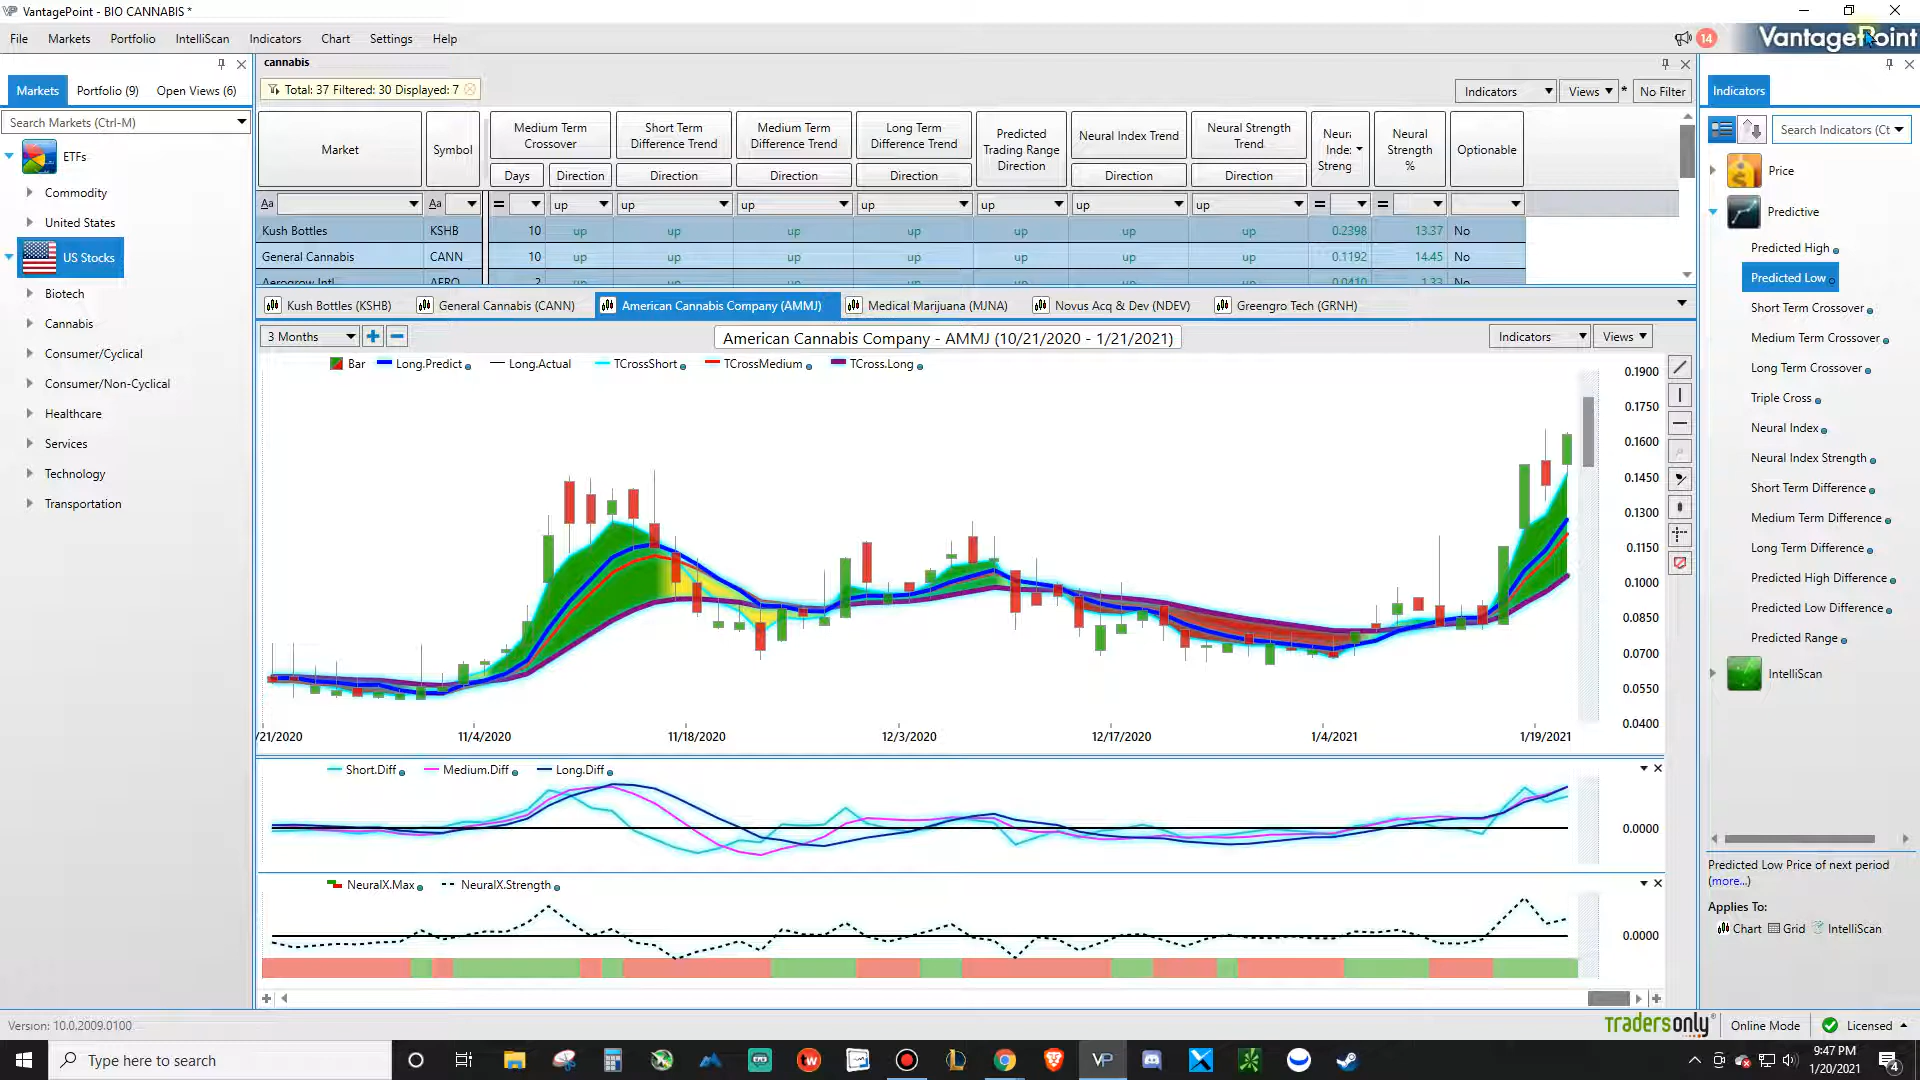 VantagePoint - BIO CANNABIS *
File Markets Portfolio IntelliScan Indicators Chart Settings Help
14
VantagePoint
Markets Portfolio (9) Open Views (6)
Search Markets (Ctrl-M)
ETFs
Commodity
United States
US Stocks
Biotech
Cannabis
Consumer/Cyclical
Consumer/Non-Cyclical
Healthcare
Services
Technology
Transportation
cannabis
Total: 37 Filtered: 30 Displayed: 7
Indicators Views * No Filter
Market Symbol Medium Term Crossover Short Term Difference Trend Medium Term Difference Trend Long Term Difference Trend Predicted Trading Range Direction Neural Index Trend Neural Strength Trend Neural Strength % Optionable
Days Direction Direction Direction Direction Direction Direction
Aa Aa = up up up up up up up = =
Kush Bottles KSHB 10 up up up up up up up 0.2398 13.37 No
General Cannabis CANN 10 up up up up up up up 0.1192 14.45 No
Kush Bottles (KSHB) General Cannabis (CANN) American Cannabis Company (AMMJ) Medical Marijuana (MJNA) Novus Acq & Dev (NDEV) Greengro Tech (GRNH)
3 Months
American Cannabis Company - AMMJ (10/21/2020 - 1/21/2021)
Indicators Views
Bar Long.Predict Long.Actual TCrossShort TCrossMedium TCross.Long
0.1900
0.1750
0.1600
0.1450
0.1300
0.1150
0.1000
0.0850
0.0700
0.0550
0.0400
/21/2020 11/4/2020 11/18/2020 12/3/2020 12/17/2020 1/4/2021 1/19/2021
Short.Diff Medium.Diff Long.Diff
0.0000
NeuralX.Max NeuralX.Strength
0.0000
Indicators
Search Indicators (Ct
Price
Predictive
Predicted High
Predicted Low
Short Term Crossover
Medium Term Crossover
Long Term Crossover
Triple Cross
Neural Index
Neural Index Strength
Short Term Difference
Medium Term Difference
Long Term Difference
Predicted High Difference
Predicted Low Difference
Predicted Range
IntelliScan
Predicted Low Price of next period
(more...)
Applies To:
Chart Grid IntelliScan
Version: 10.0.2009.0100
tradersonly Online Mode Licensed
Type here to search
VP
9:47 PM
1/20/2021
4